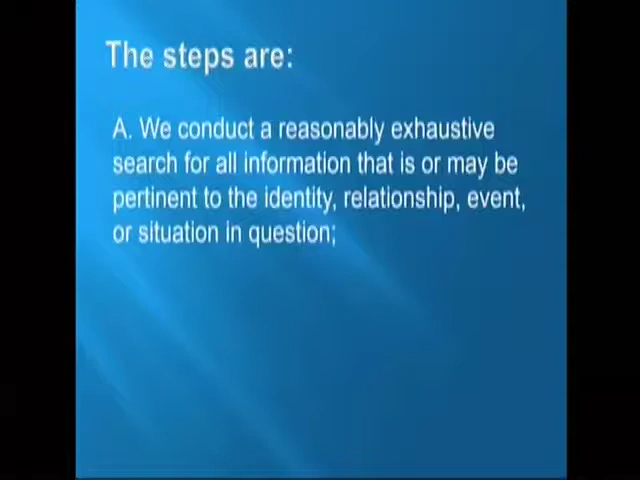 The steps are:
A. We conduct a reasonably exhaustive
search for all information that is or may be
pertinent to the identity, relationship, event,
or situation in question;